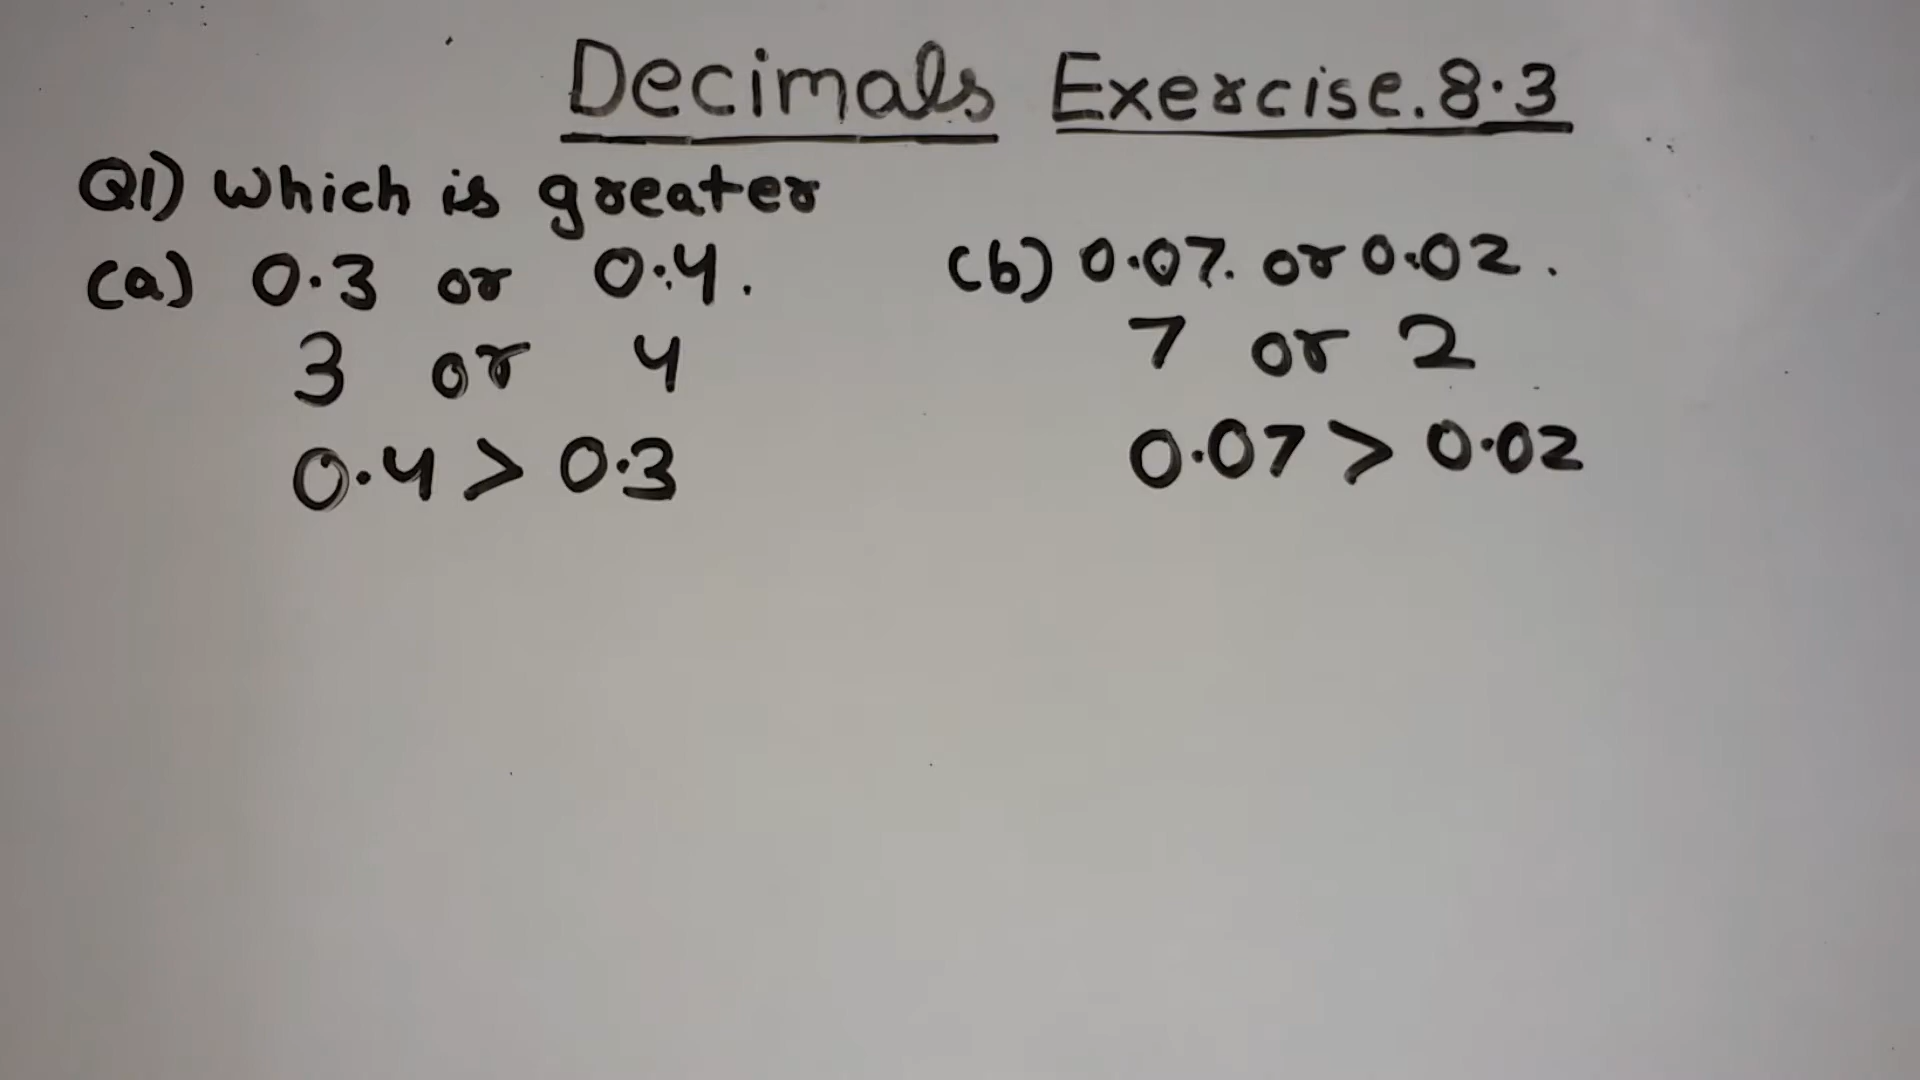 Decimals Exercise.8.3
Q1) Which is greater
(a) 0.3 or 0.4.
3 or 4
0.4 > 0.3
(b) 0.07. or 0.02.
7 or 2
0.07 > 0.02